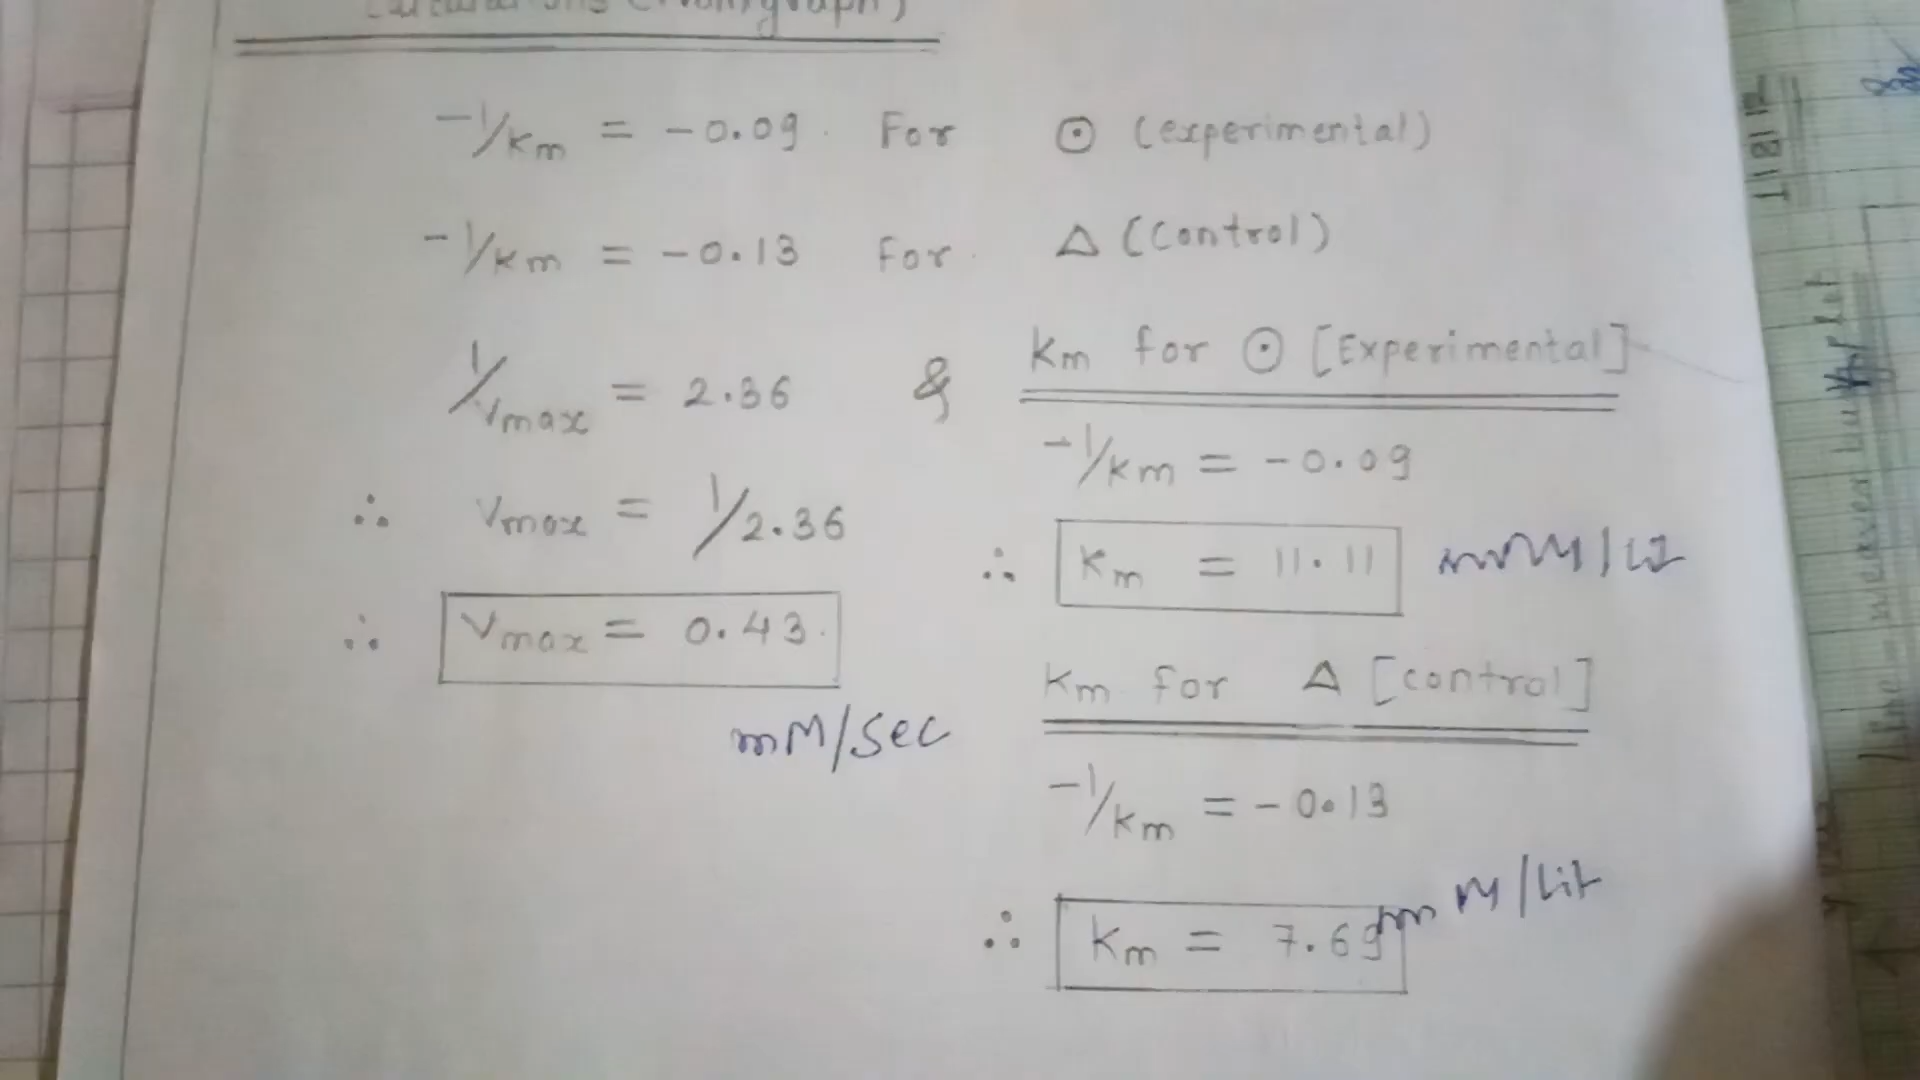 -1/Km = -0.09 For ⊙ (experimental)
-1/Km = -0.13 For Δ (Control)
1/Vmax = 2.36 &
∴ Vmax = 1/2.36
∴ Vmax = 0.43
mM/Sec
Km for ⊙ [Experimental]
-1/Km = -0.09
∴ Km = 11.11
Km for Δ [control]
-1/Km = -0.13
∴ Km = 7.69 mM/Lit